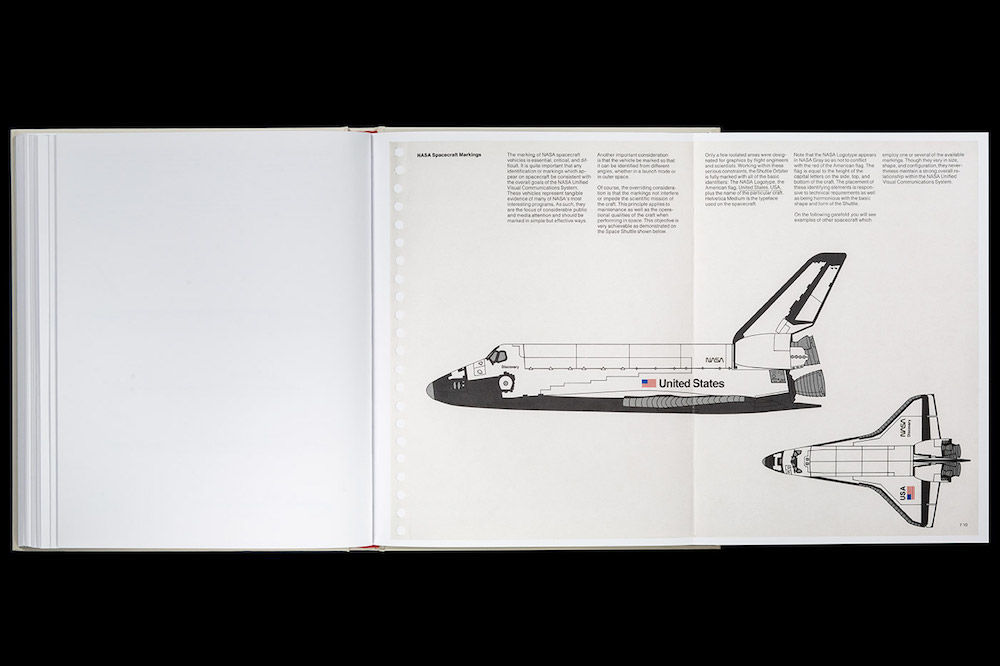 NASA Spacecraft Markings
The marking of NASA spacecraft
vehicles is essential, critical, and dif-
ficult. It is quite important that any
identification or markings which ap-
pear on spacecraft be consistent with
the overall goals of the NASA Unified
Visual Communications System.
These vehicles represent tangible
evidence of many of NASA's most
interesting programs. As such, they
are the focus of considerable public
and media attention and should be
marked in simple but effective ways.
Another important consideration
is that the vehicle be marked so that
it can be identified from different
angles, whether in a launch mode or
in outer space.
Of course, the overriding considera-
tion is that the markings not interfere
or impede the scientific mission of
the craft. This principle applies to
maintenance as well as the opera-
tional qualities of the craft when
performing in space. This objective is
very achievable as demonstrated on
the Space Shuttle shown below.
Only a few isolated areas were desig-
nated for graphics by flight engineers
and scientists. Working within these
serious constraints, the Shuttle Orbiter
is fully marked with all of the basic
identifiers: The NASA Logotype, the
American flag, United States, USA,
plus the name of the particular craft.
Helvetica Medium is the typeface
used on the spacecraft.
Note that the NASA Logotype appears
in NASA Gray so as not to conflict
with the red of the American flag. The
flag is equal to the height of the
capital letters on the side, top, and
bottom of the craft. The placement of
these identifying elements is respon-
sive to technical requirements as well
as being harmonious with the basic
shape and form of the Shuttle.
On the following gatefold you will see
examples of other spacecraft which
employ one or several of the available
markings. Though they vary in size,
shape, and configuration, they never-
theless maintain a strong overall re-
lationship within the NASA Unified
Visual Communications System.
Discovery
NASA
United States
NASA
Discovery
USA
7.10